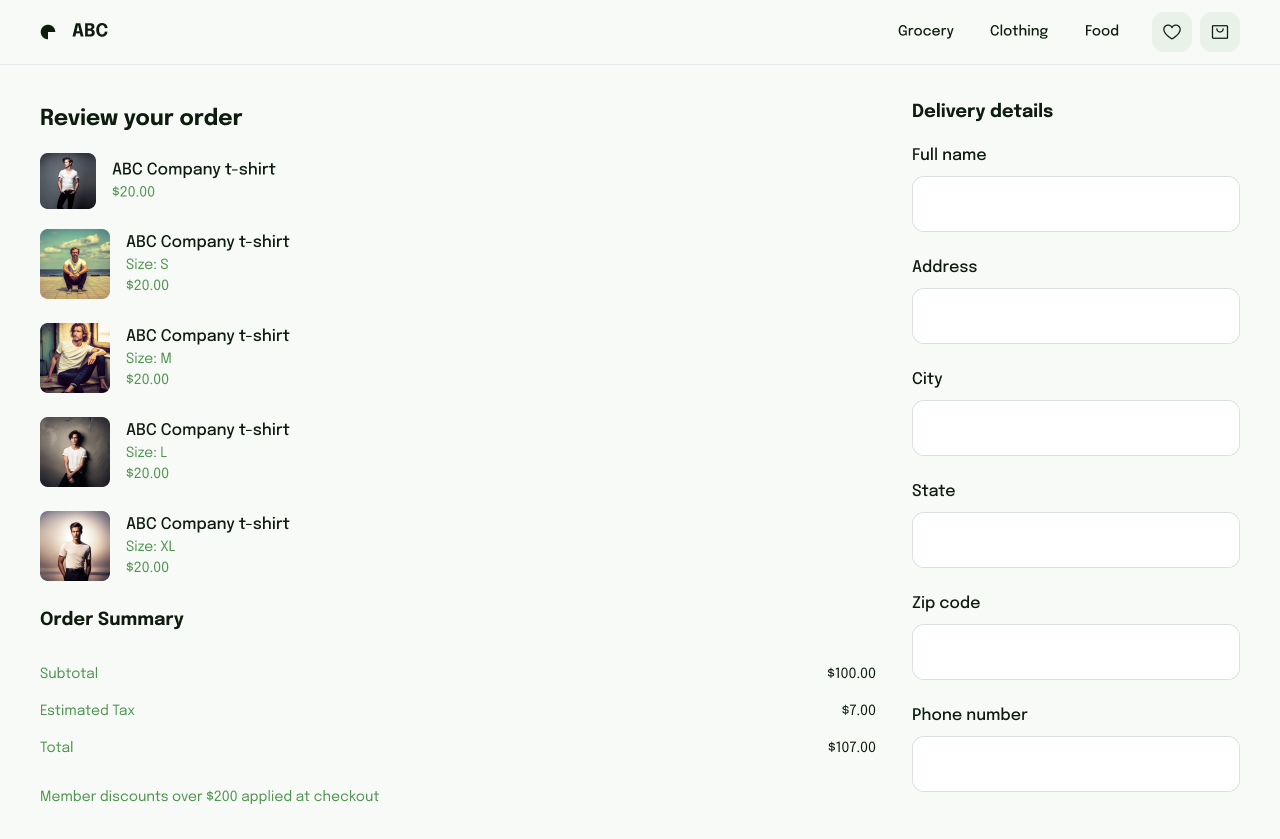 ABC
Grocery
Clothing
Food
Review your order
ABC Company t-shirt
$20.00
ABC Company t-shirt
Size: S
$20.00
ABC Company t-shirt
Size: M
$20.00
ABC Company t-shirt
Size: L
$20.00
ABC Company t-shirt
Size: XL
$20.00
Order Summary
Subtotal $100.00
Estimated Tax $7.00
Total $107.00
Member discounts over $200 applied at checkout
Delivery details
Full name
Address
City
State
Zip code
Phone number